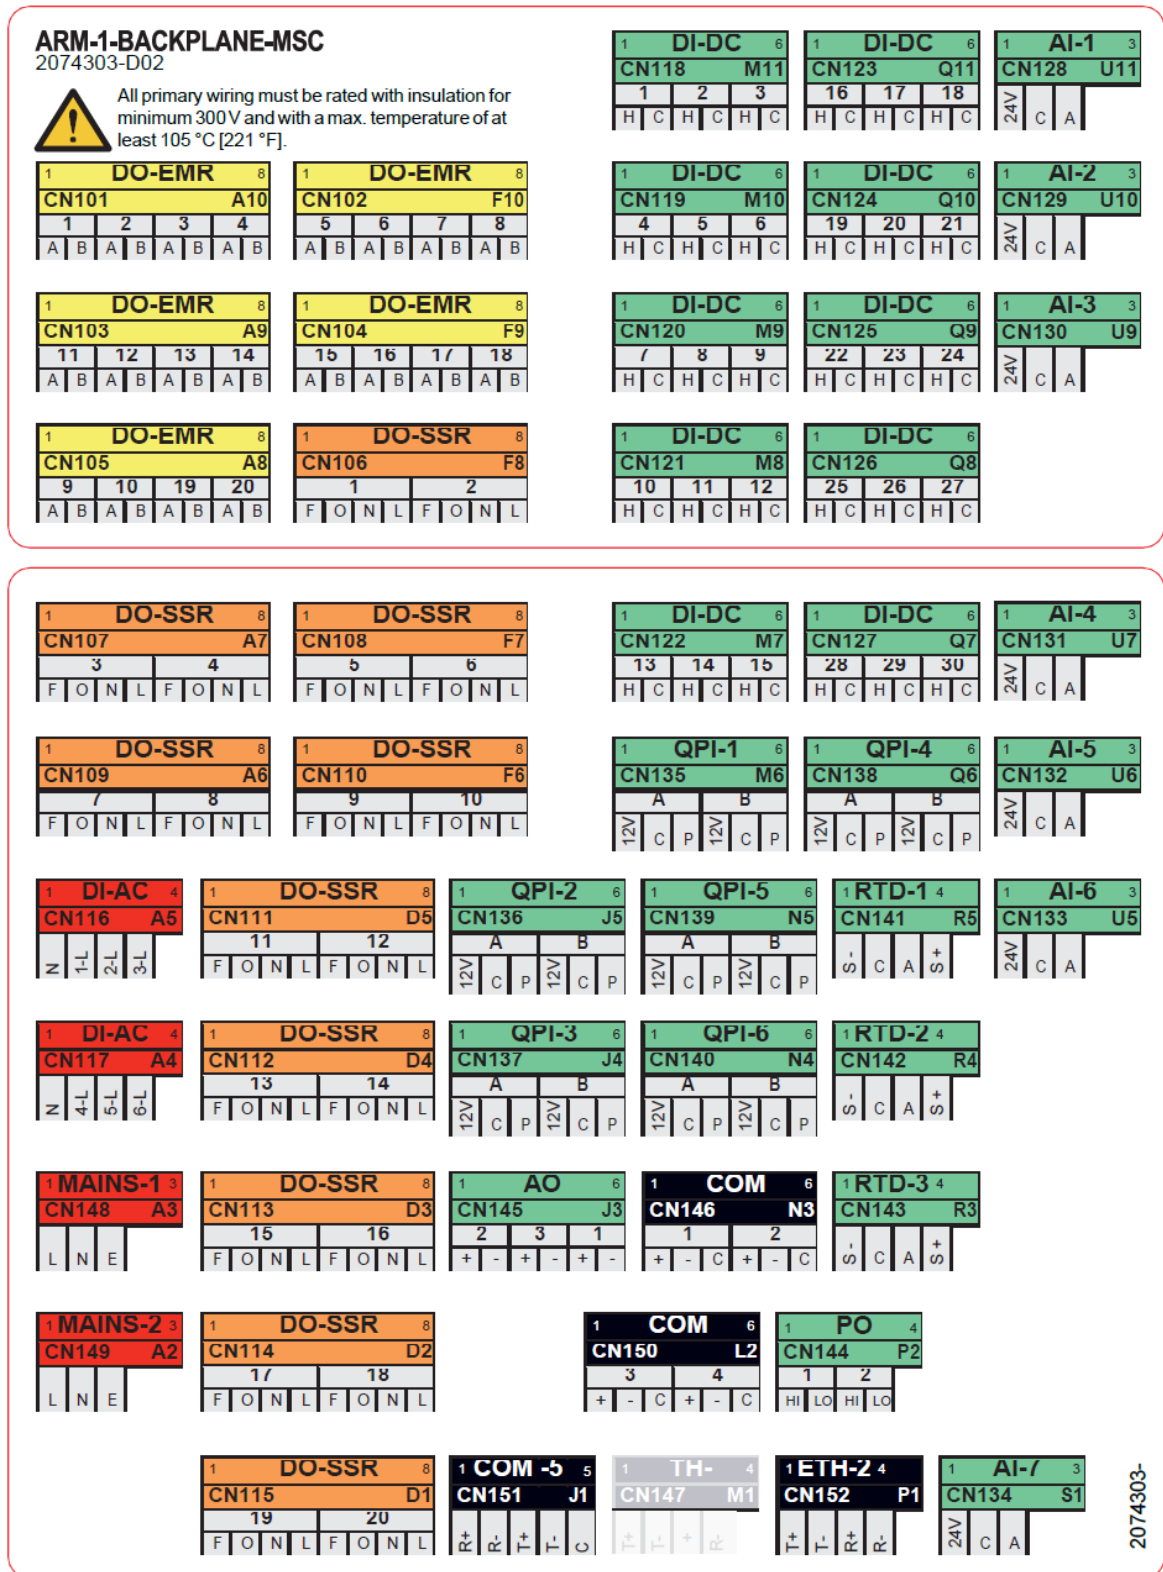 ARM-1-BACKPLANE-MSC
2074303-D02
All primary wiring must be rated with insulation for
minimum 300 V and with a max. temperature of at
least 105 °C [221 °F].
1 DI-DC 6 1 DI-DC 6 1 AI-1 3
CN118 M11 CN123 Q11 CN128 U11
1 2 3 16 17 18
H C H C H C H C H C H C 24V C A
1 DO-EMR 8 1 DO-EMR 8 1 DI-DC 6 1 DI-DC 6 1 AI-2 3
CN101 A10 CN102 F10 CN119 M10 CN124 Q10 CN129 U10
1 2 3 4 5 6 7 8 4 5 6 19 20 21
A B A B A B A B A B A B A B A B H C H C H C H C H C H C 24V C A
1 DO-EMR 8 1 DO-EMR 8 1 DI-DC 6 1 DI-DC 6 1 AI-3 3
CN103 A9 CN104 F9 CN120 M9 CN125 Q9 CN130 U9
11 12 13 14 15 16 17 18 7 8 9 22 23 24
A B A B A B A B A B A B A B A B H C H C H C H C H C H C 24V C A
1 DO-EMR 8 1 DO-SSR 8 1 DI-DC 6 1 DI-DC 6
CN105 A8 CN106 F8 CN121 M8 CN126 Q8
9 10 19 20 1 2 10 11 12 25 26 27
A B A B A B A B F O N L F O N L H C H C H C H C H C H C
1 DO-SSR 8 1 DO-SSR 8 1 DI-DC 6 1 DI-DC 6 1 AI-4 3
CN107 A7 CN108 F7 CN122 M7 CN127 Q7 CN131 U7
3 4 5 6 13 14 15 28 29 30
F O N L F O N L F O N L F O N L H C H C H C H C H C H C 24V C A
1 DO-SSR 8 1 DO-SSR 8 1 QPI-1 6 1 QPI-4 6 1 AI-5 3
CN109 A6 CN110 F6 CN135 M6 CN138 Q6 CN132 U6
7 8 9 10 A B A B
F O N L F O N L F O N L F O N L 12V C P 12V C P 12V C P 12V C P 24V C A
1 DI-AC 4 1 DO-SSR 8 1 QPI-2 6 1 QPI-5 6 1 RTD-1 4 1 AI-6 3
CN116 A5 CN111 D5 CN136 J5 CN139 N5 CN141 R5 CN133 U5
11 12 A B A B
N 1-L 2-L 3-L F O N L F O N L 12V C P 12V C P 12V C P 12V C P S - C A S + 24V C A
1 DI-AC 4 1 DO-SSR 8 1 QPI-3 6 1 QPI-6 6 1 RTD-2 4
CN117 A4 CN112 D4 CN137 J4 CN140 N4 CN142 R4
13 14 A B A B
N 4-L 5-L 6-L F O N L F O N L 12V C P 12V C P 12V C P 12V C P S - C A S +
1 MAINS-1 3 1 DO-SSR 8 1 AO 6 1 COM 6 1 RTD-3 4
CN148 A3 CN113 D3 CN145 J3 CN146 N3 CN143 R3
15 16 2 3 1 1 2
L N E F O N L F O N L + - + - + - + - C + - C S - C A S +
1 MAINS-2 3 1 DO-SSR 8 1 COM 6 1 PO 4
CN149 A2 CN114 D2 CN150 L2 CN144 P2
17 18 3 4 1 2
L N E F O N L F O N L + - C + - C HI LO HI LO
1 DO-SSR 8 1 COM -5 5 1 TH- 4 1 ETH-2 4 1 AI-7 3
CN115 D1 CN151 J1 CN147 M1 CN152 P1 CN134 S1
19 20
F O N L F O N L R+ R- T+ T- C T+ T- + R- T+ T- R+ R- 24V C A
2074303-